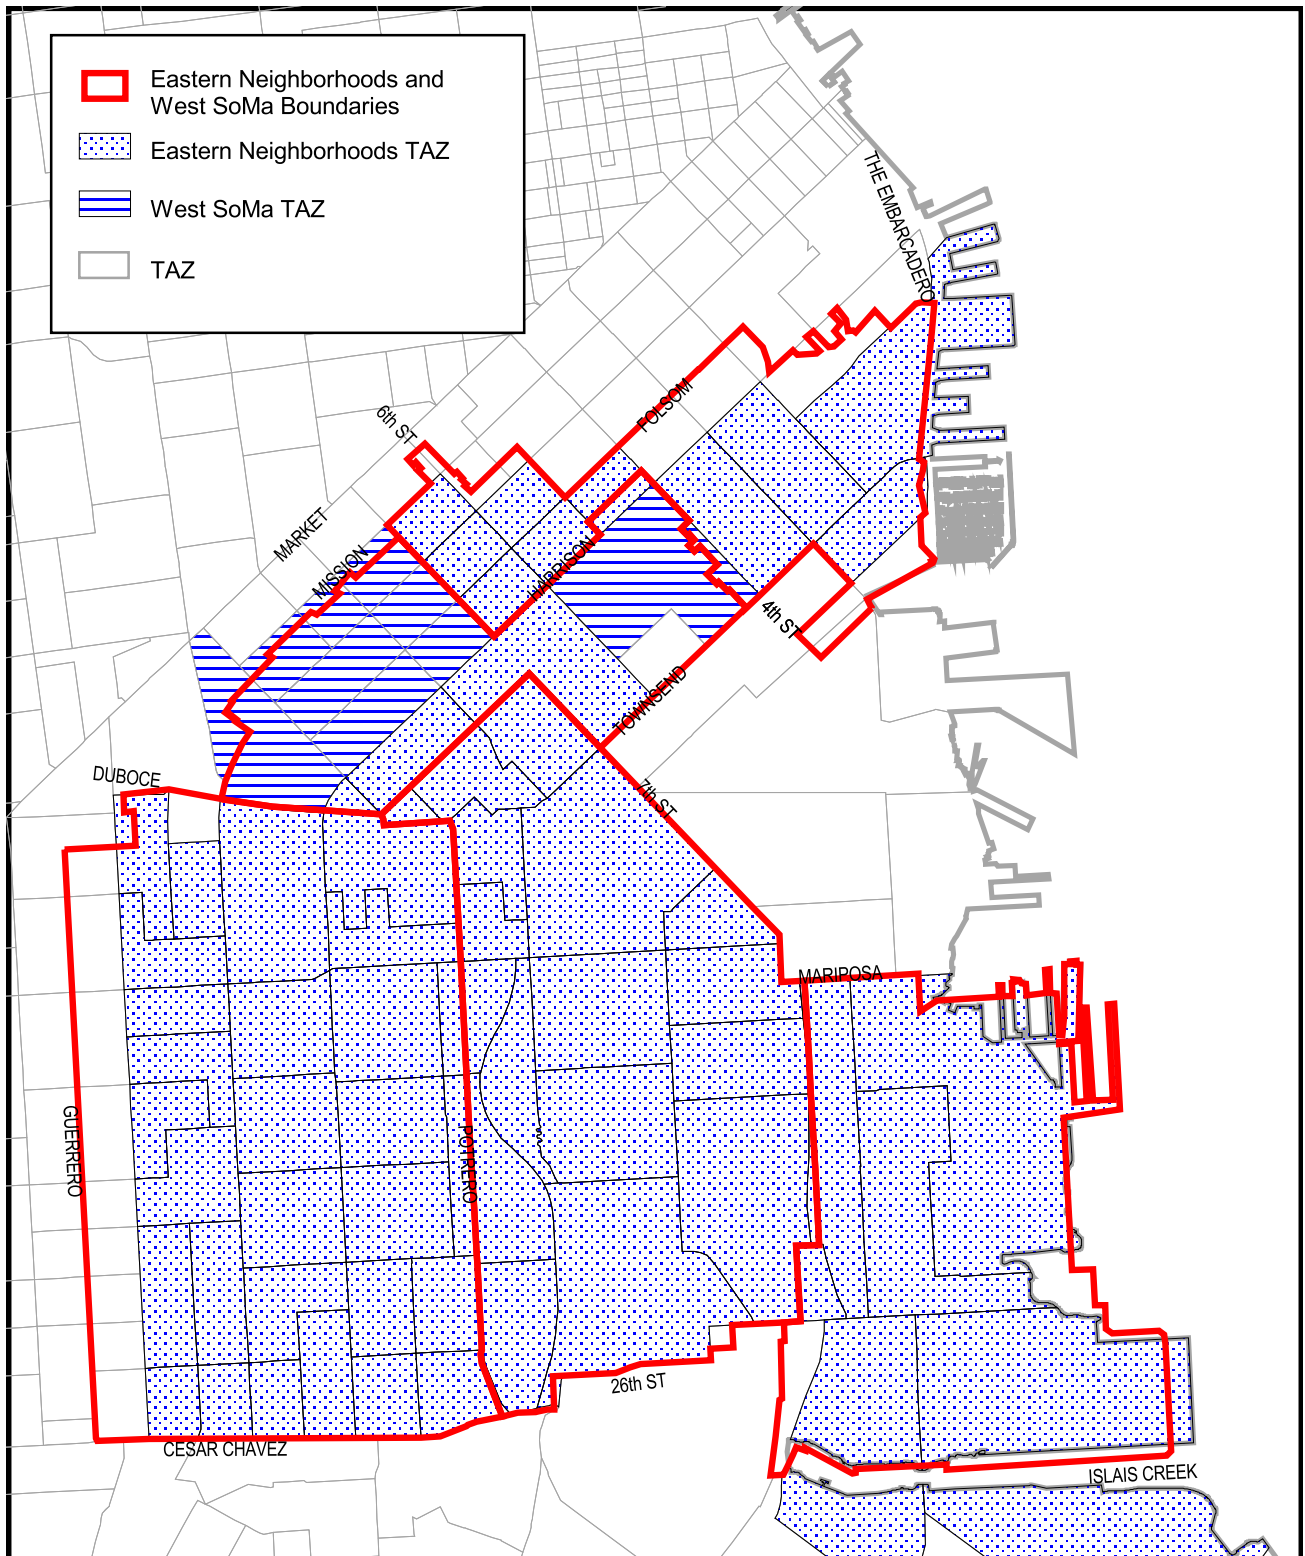 Eastern Neighborhoods and
West SoMa Boundaries
Eastern Neighborhoods TAZ
West SoMa TAZ
TAZ
THE EMBARCADERO
6th ST
FOLSOM
MARKET
MISSION
HARRISON
4th ST
TOWNSEND
DUBOCE
7th ST
MARIPOSA
GUERRERO
POTRERO
26th ST
CESAR CHAVEZ
ISLAIS CREEK